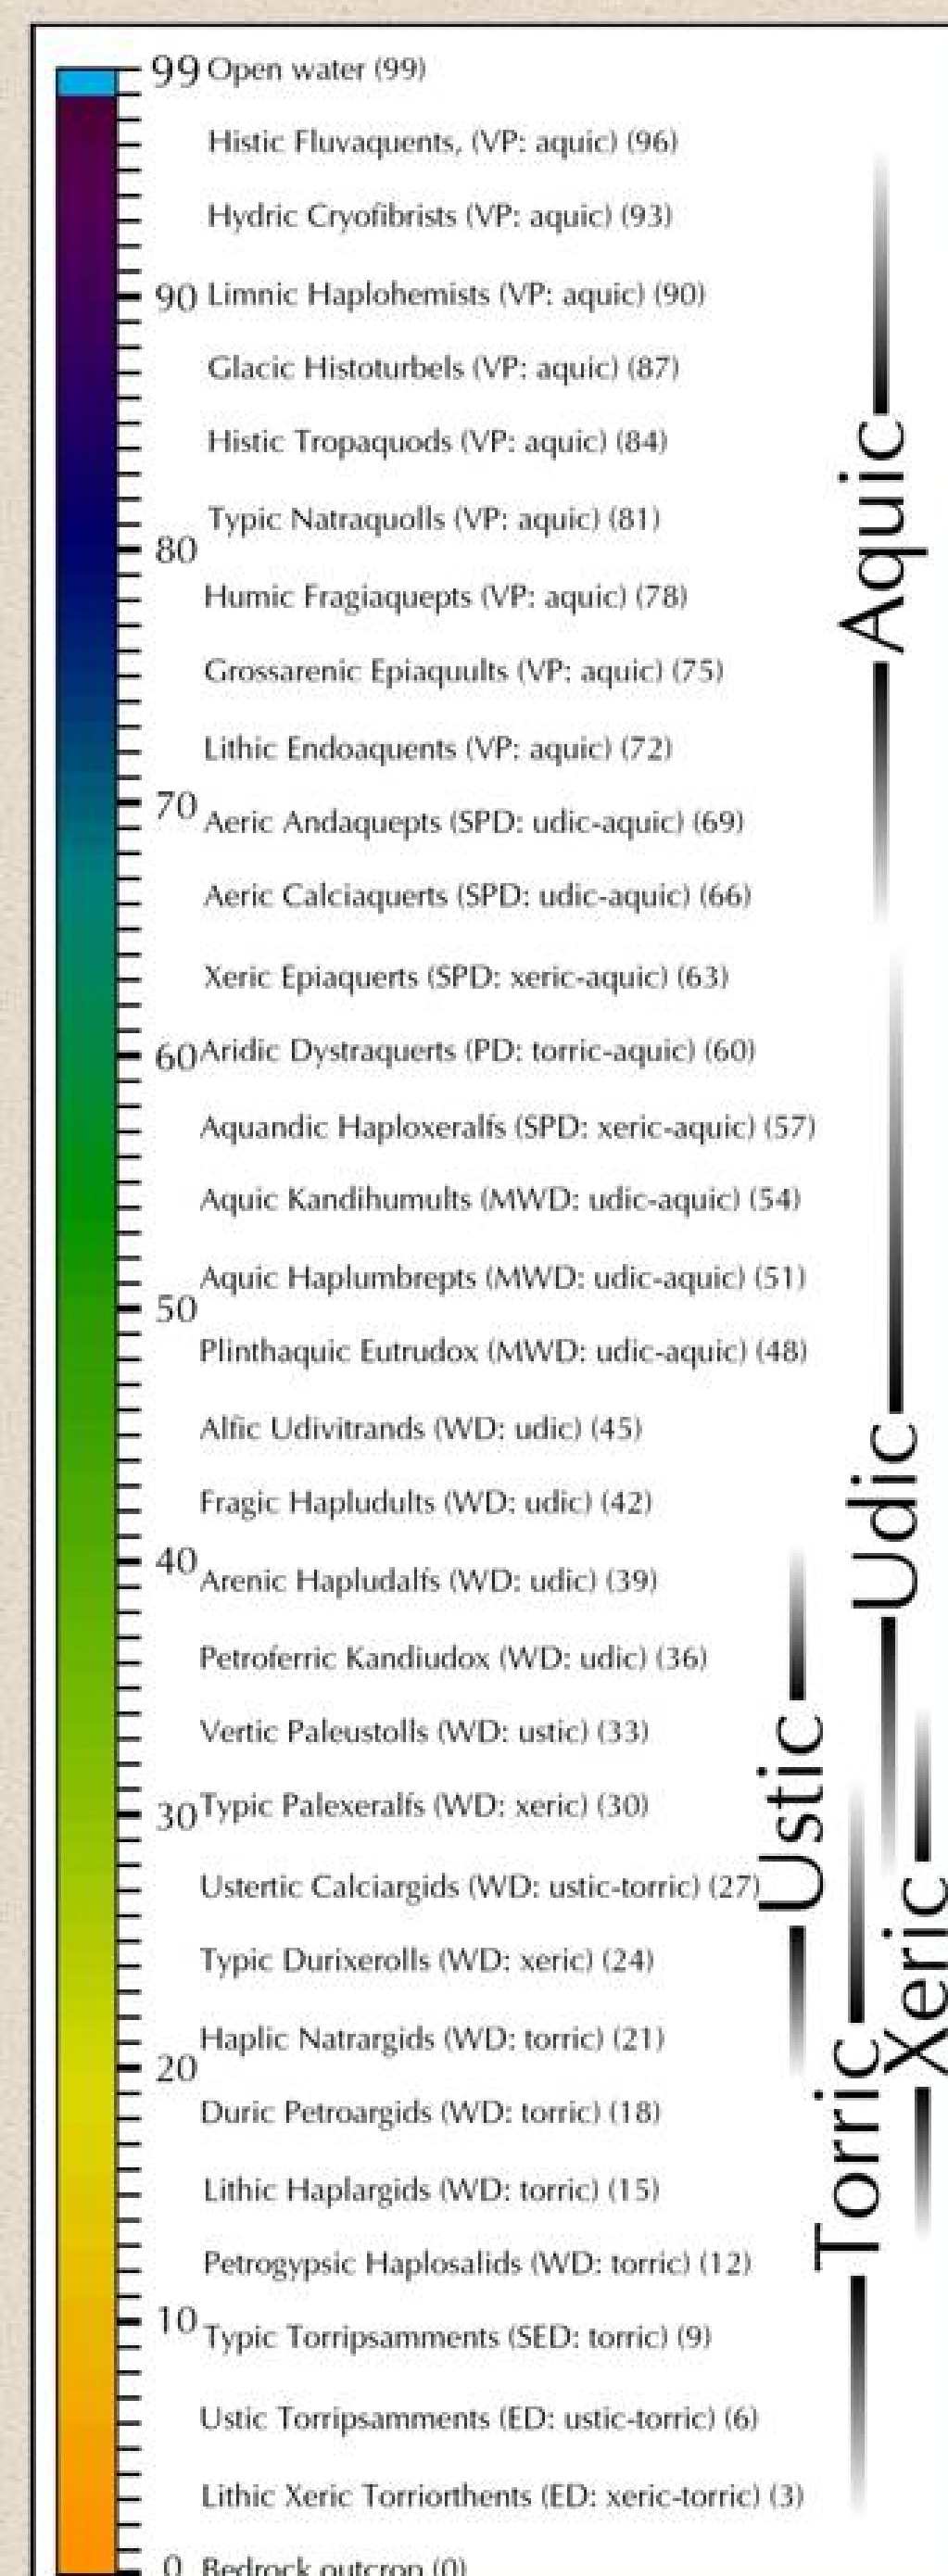 99 Open water (99)
Histic Fluvaquents, (VP: aquic) (96)
Hydric Cryofibrists (VP: aquic) (93)
90 Limnic Haplohemists (VP: aquic) (90)
Glacic Histoturbels (VP: aquic) (87)
Histic Tropaquods (VP: aquic) (84)
Typic Natraquolls (VP: aquic) (81)
80
Humic Fragiaquepts (VP: aquic) (78)
Grossarenic Epiaquults (VP: aquic) (75)
Lithic Endoaquents (VP: aquic) (72)
70
Aeric Andaquepts (SPD: udic-aquic) (69)
Aeric Calciaquerts (SPD: udic-aquic) (66)
Xeric Epiaquerts (SPD: xeric-aquic) (63)
60 Aridic Dystraquerts (PD: torric-aquic) (60)
Aquandic Haploxeralfs (SPD: xeric-aquic) (57)
Aquic Kandihumults (MWD: udic-aquic) (54)
Aquic Haplumbrepts (MWD: udic-aquic) (51)
50
Plinthaquic Eutrudox (MWD: udic-aquic) (48)
Alfic Udivitrands (WD: udic) (45)
Fragic Hapludults (WD: udic) (42)
40
Arenic Hapludalfs (WD: udic) (39)
Petroferric Kandiudox (WD: udic) (36)
Vertic Paleustolls (WD: ustic) (33)
30 Typic Palexeralfs (WD: xeric) (30)
Ustertic Calciargids (WD: ustic-torric) (27)
Typic Durixerolls (WD: xeric) (24)
Haplic Natrargids (WD: torric) (21)
20
Duric Petroargids (WD: torric) (18)
Lithic Haplargids (WD: torric) (15)
Petrogypsic Haplosalids (WD: torric) (12)
10
Typic Torripsamments (SED: torric) (9)
Ustic Torripsamments (ED: ustic-torric) (6)
Lithic Xeric Torriorthents (ED: xeric-torric) (3)
0 Bedrock outcrop (0)
Aquic
Udic
Ustic
Xeric
Torric